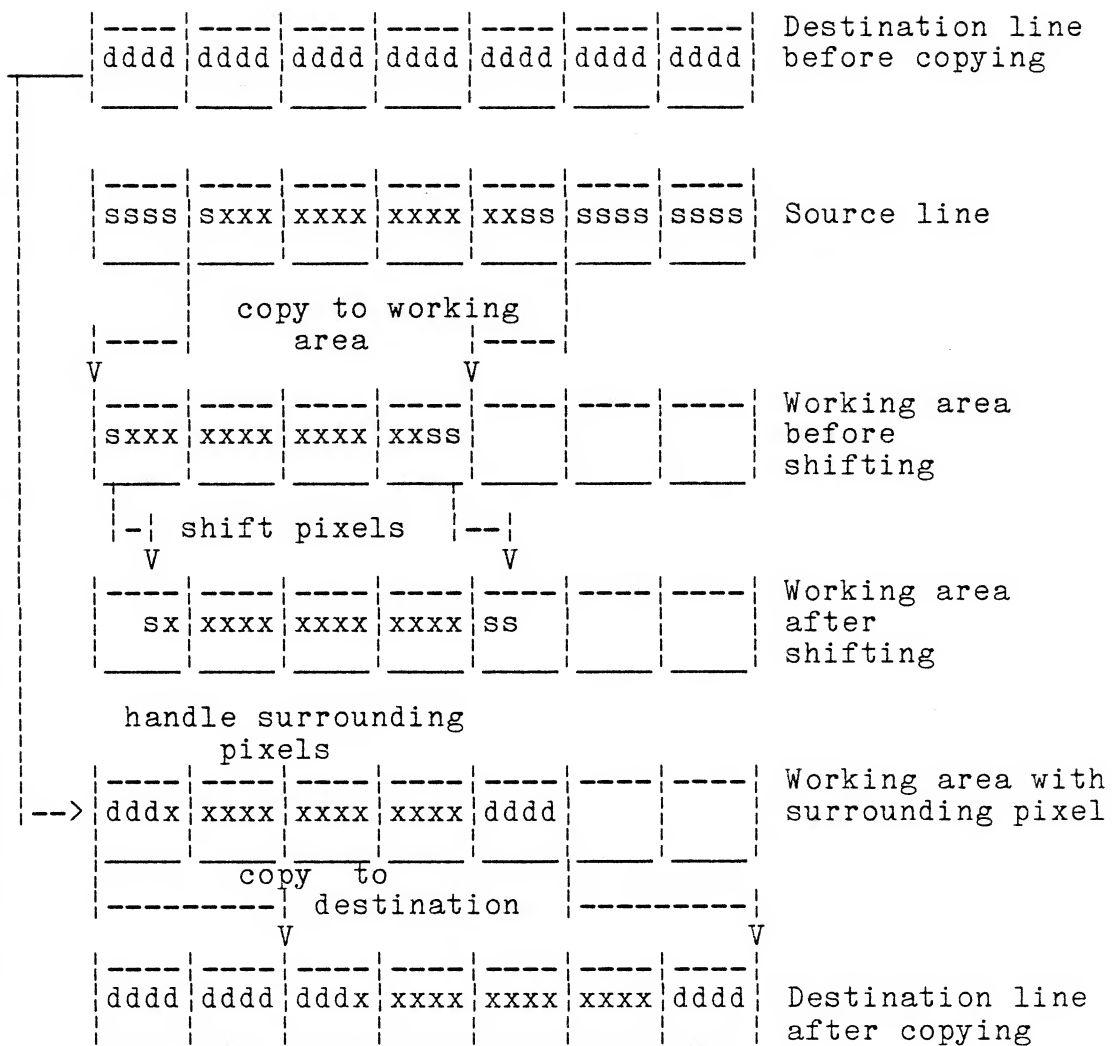 Destination line
dddd dddd dddd dddd dddd dddd dddd before copying
ssss sxxx xxxx xxxx xxss ssss ssss Source line
copy to working
area
V V
Working area
sxxx xxxx xxxx xxss before
shifting
shift pixels
V V
Working area
sx xxxx xxxx xxxx ss after
shifting
handle surrounding
pixels
Working area with
dddx xxxx xxxx xxxx dddd surrounding pixel
copy to
destination
V V
dddd dddd dddx xxxx xxxx xxxx dddd Destination line
after copying